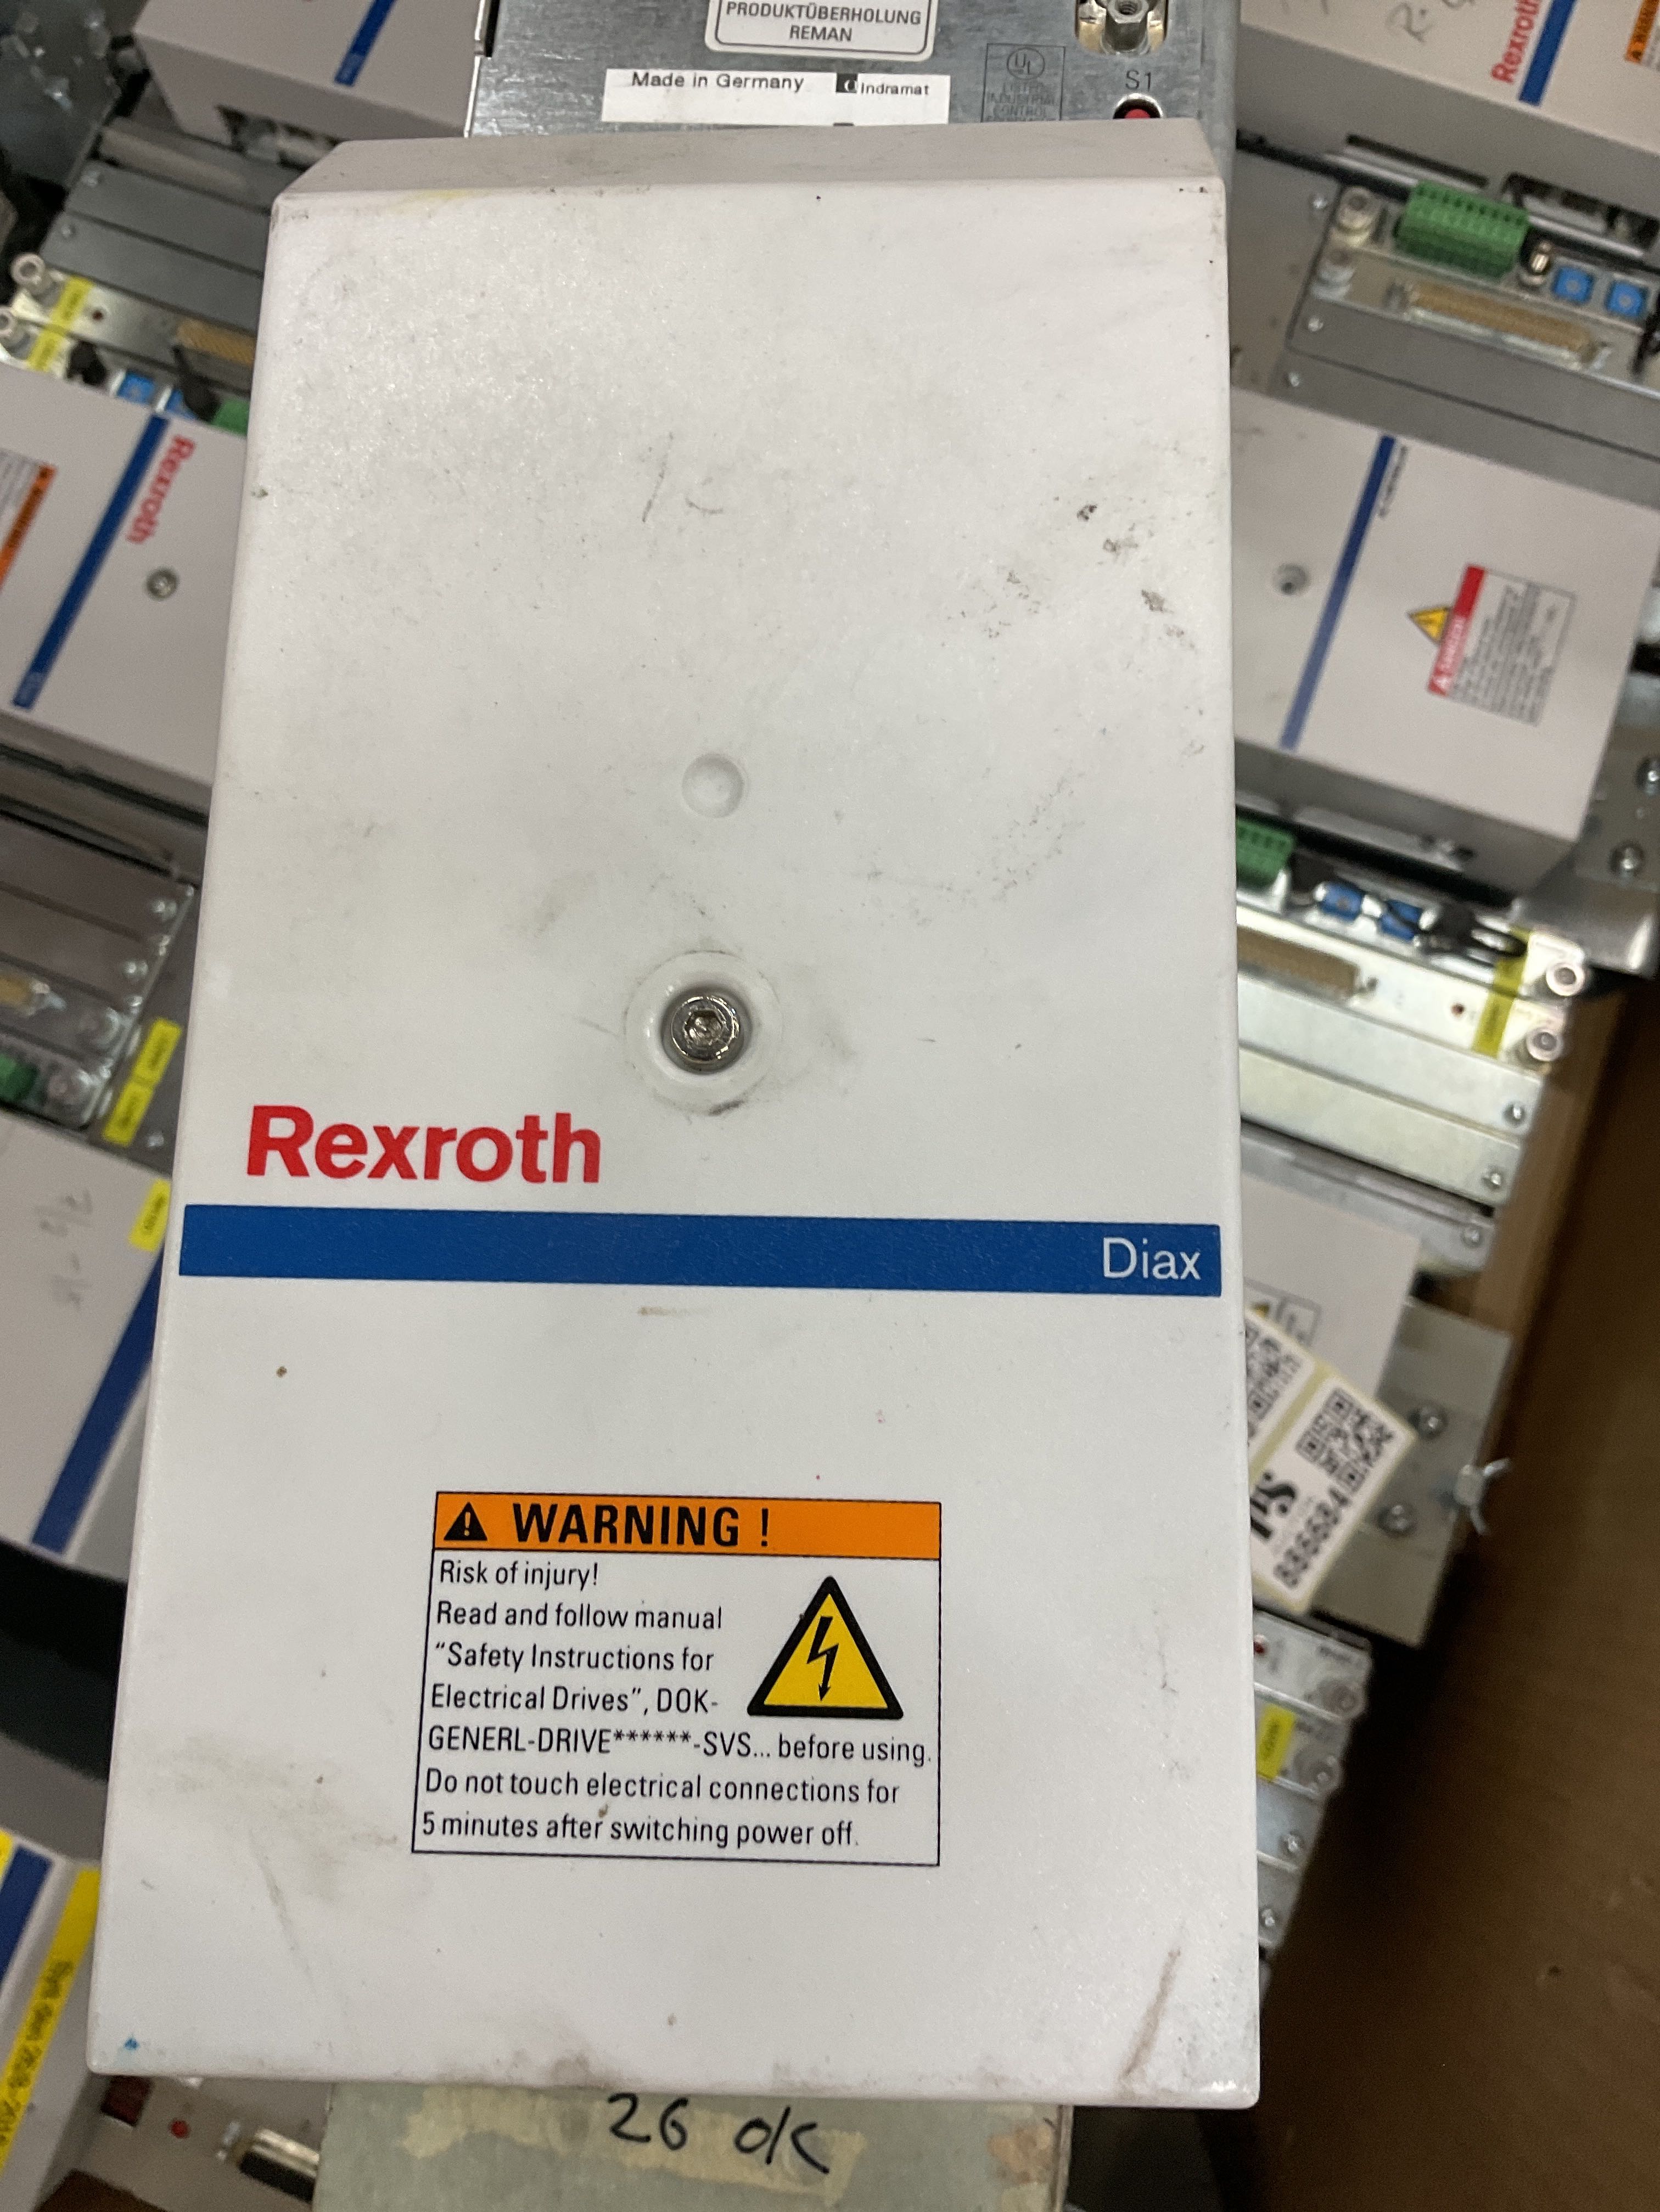 PRODUKTÜBERHOLUNG
REMAN
Made in Germany
Indramat
UL
S1
Rexroth
Rexroth
Rexroth
Diax
WARNING !
Risk of injury!
Read and follow manual
“Safety Instructions for
Electrical Drives”, DOK-
GENERL-DRIVE******-SVS... before using.
Do not touch electrical connections for
5 minutes after switching power off.
886684
26 O/C